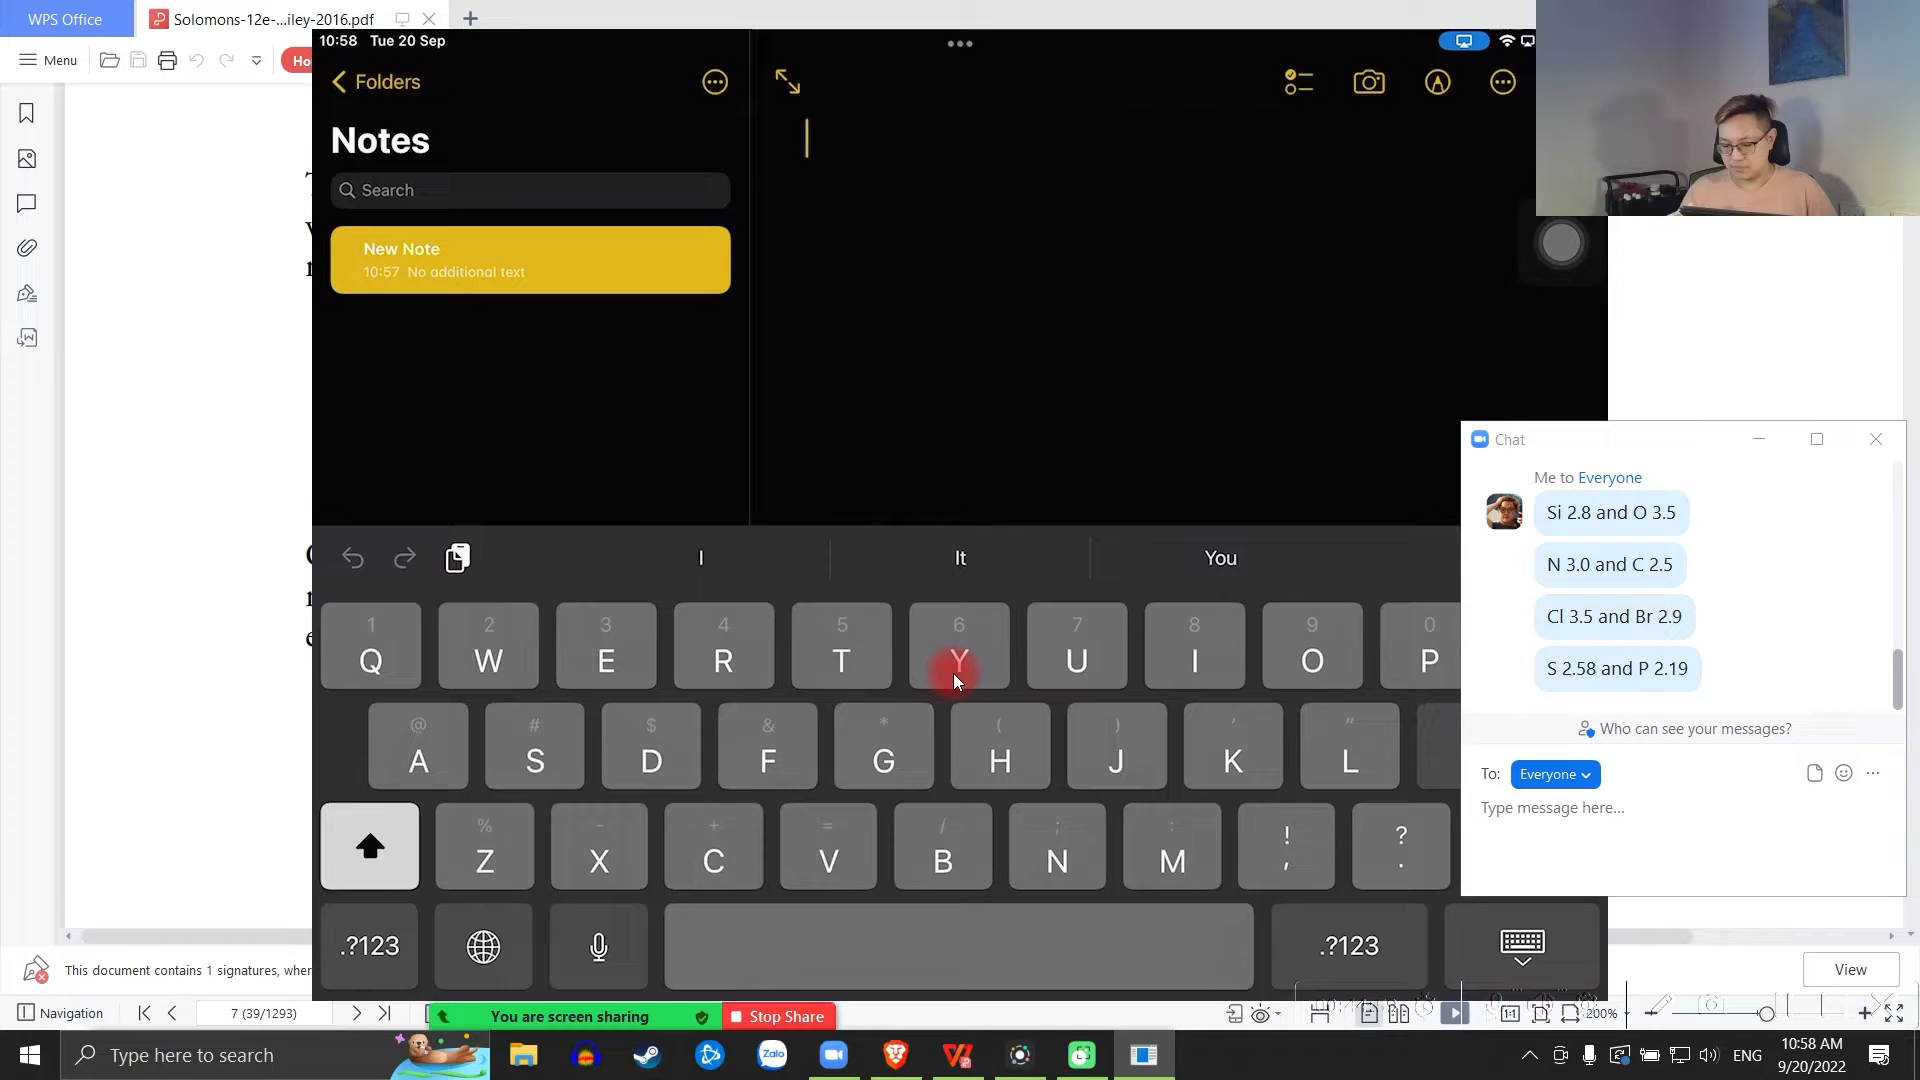 WPS Office
Solomons-12e-...iley-2016.pdf
Menu
10:58 Tue 20 Sep
Folders
Notes
Search
New Note
10:57 No additional text
I
It
You
1 2 3 4 5 6 7 8 9 0
Q W E R T Y U I O P
@ # $ & * ( ) ' "
A S D F G H J K L
% - + = / ; : ! ?
Z X C V B N M , .
.?123
.?123
Chat
Me to Everyone
Si 2.8 and O 3.5
N 3.0 and C 2.5
Cl 3.5 and Br 2.9
S 2.58 and P 2.19
Who can see your messages?
To: Everyone
Type message here...
This document contains 1 signatures, wher
View
Navigation
7 (39/1293)
You are screen sharing
Stop Share
1:1
200%
Type here to search
Zalo
ENG
10:58 AM
9/20/2022